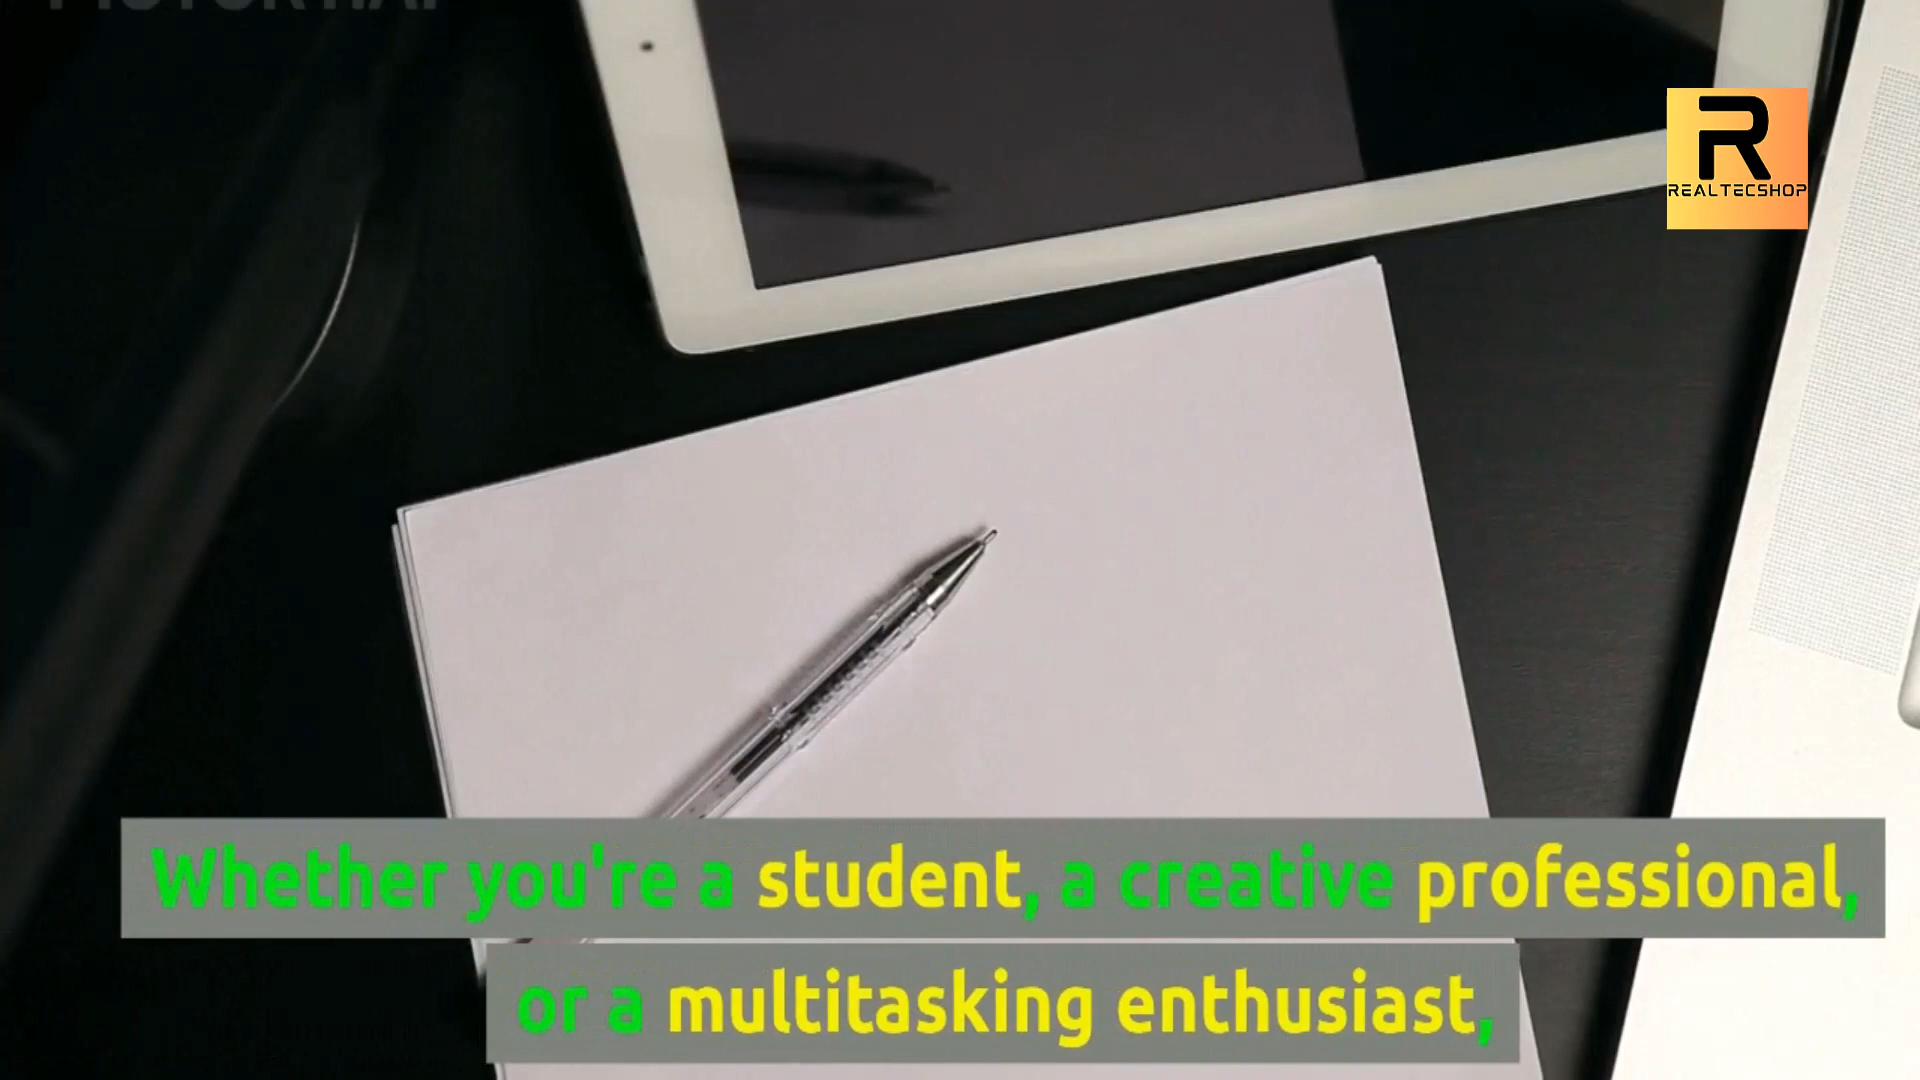 R
REALTECSHOP
Whether you're a student, a creative professional,
or a multitasking enthusiast,